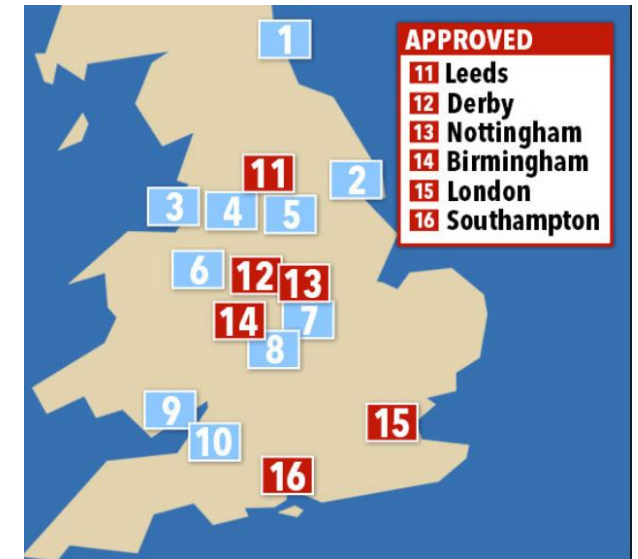 1
APPROVED
11 Leeds
12 Derby
13 Nottingham
14 Birmingham
15 London
16 Southampton
11
2
3
4
5
6
12
13
14
7
8
9
10
15
16